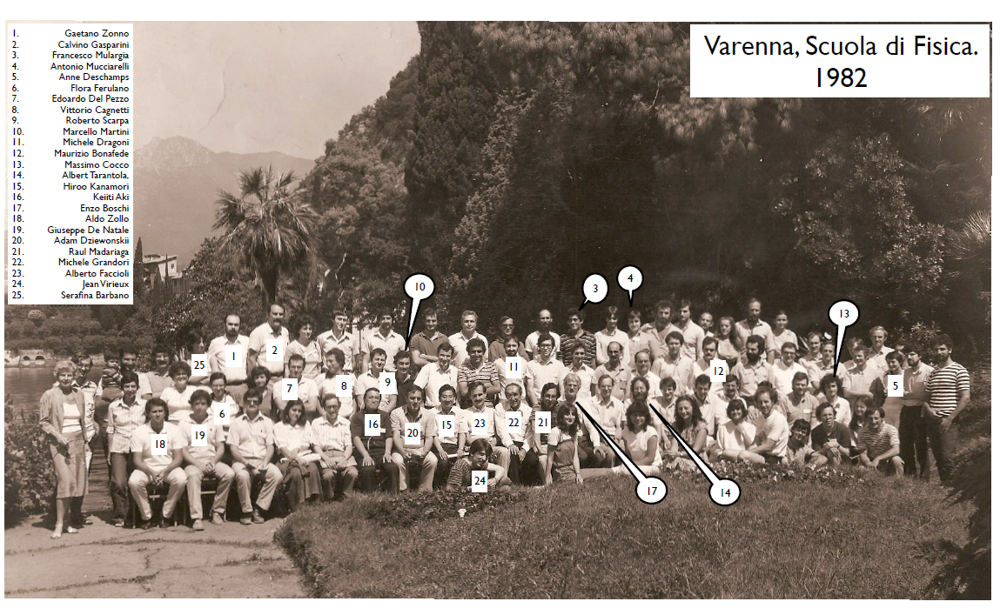 1. Gaetano Zonno
2. Calvino Gasparini
3. Francesco Mulargia
4. Antonio Mucciarelli
5. Anne Deschamps
6. Flora Ferulano
7. Edoardo Del Pezzo
8. Vittorio Cagnetti
9. Roberto Scarpa
10. Marcello Martini
11. Michele Dragoni
12. Maurizio Bonafede
13. Massimo Cocco
14. Albert Tarantola,
15. Hiroo Kanamori
16. Keiiti Aki
17. Enzo Boschi
18. Aldo Zollo
19. Giuseppe De Natale
20. Adam Dziewonskii
21. Raul Madariaga
22. Michele Grandori
23. Alberto Faccioli
24. Jean Virieux
25. Serafina Barbano
Varenna, Scuola di Fisica.
1982
4
10
3
13
1
2
25
11
12
7
8
9
5
6
16
15
23
22
21
20
19
18
24
17
14